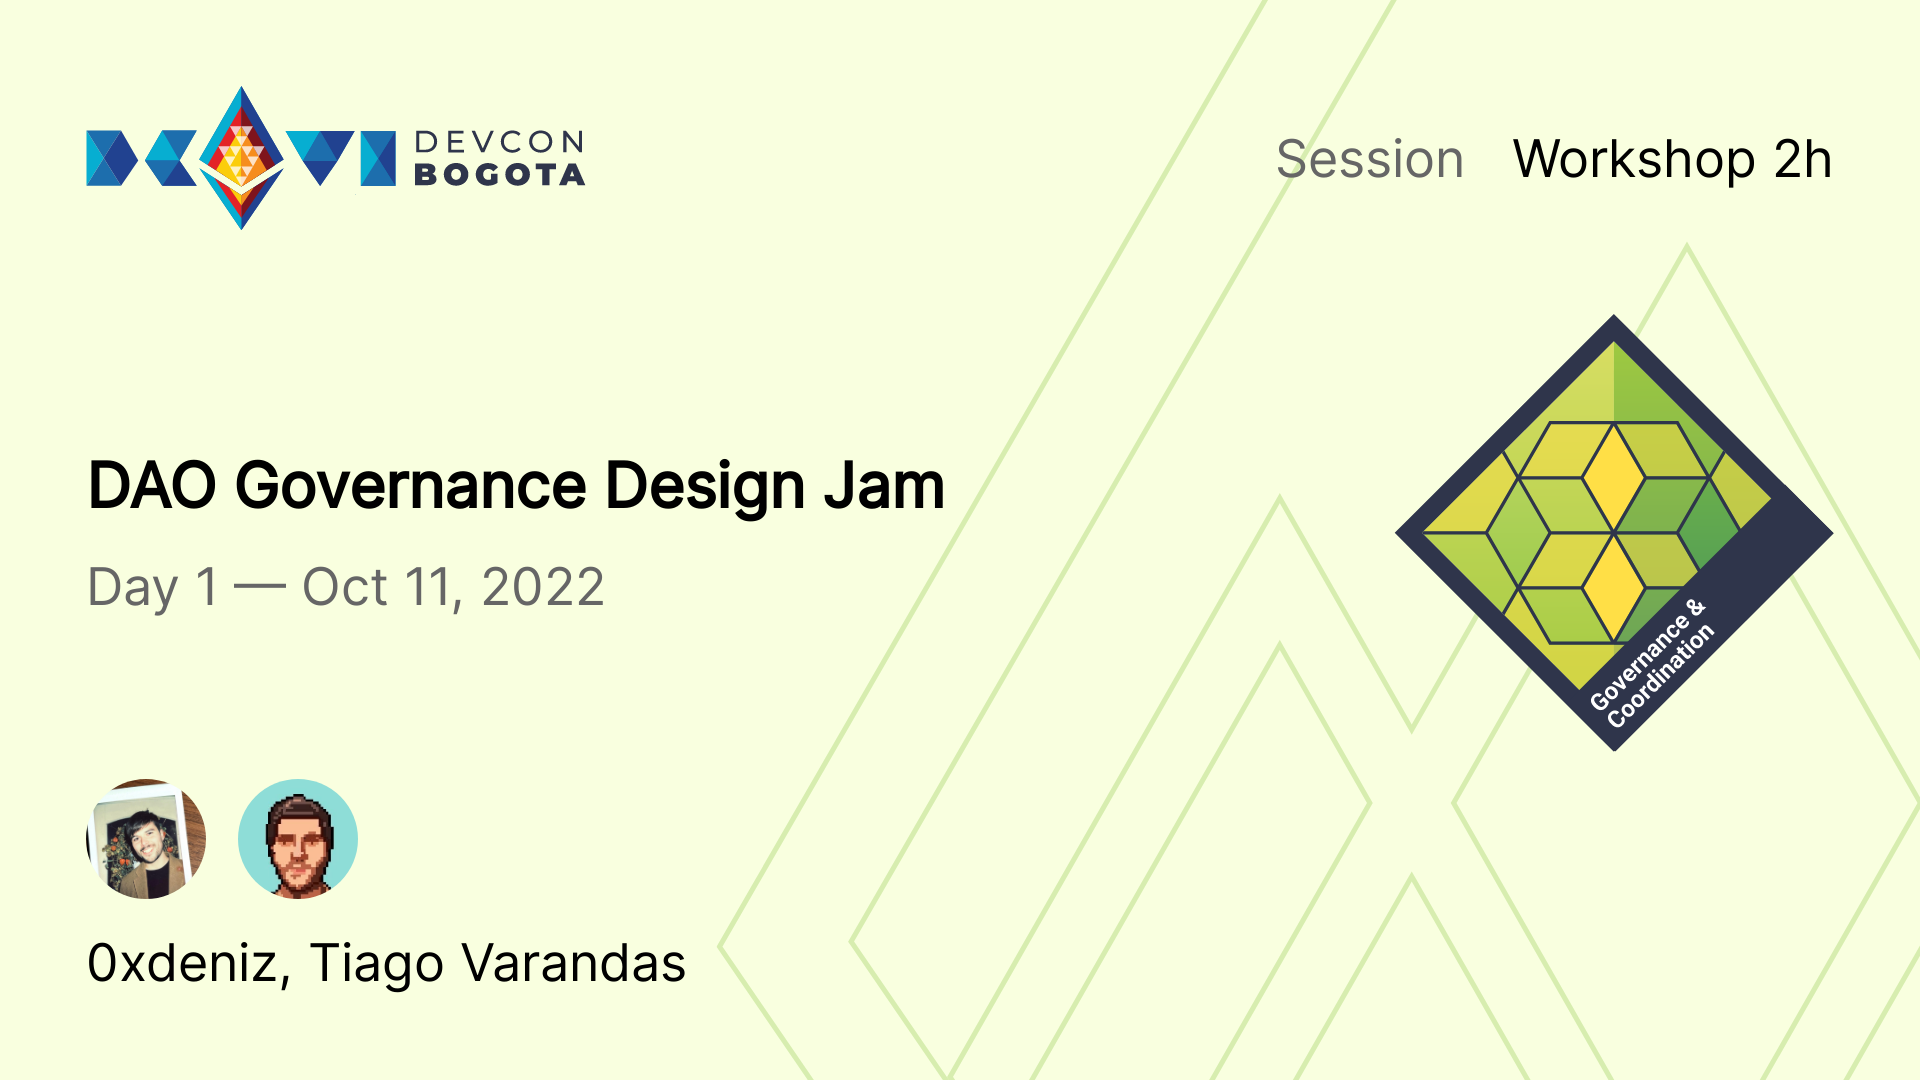 DEVCON
BOGOTA
Session Workshop 2h
DAO Governance Design Jam
Day 1 — Oct 11, 2022
Governance &
Coordination
0xdeniz, Tiago Varandas